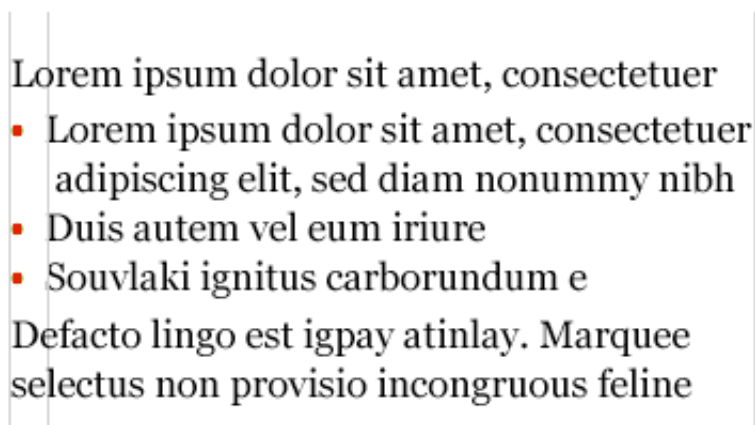 Lorem ipsum dolor sit amet, consectetuer
▪ Lorem ipsum dolor sit amet, consectetuer
adipiscing elit, sed diam nonummy nibh
▪ Duis autem vel eum iriure
▪ Souvlaki ignitus carborundum e
Defacto lingo est igpay atinlay. Marquee
selectus non provisio incongruous feline